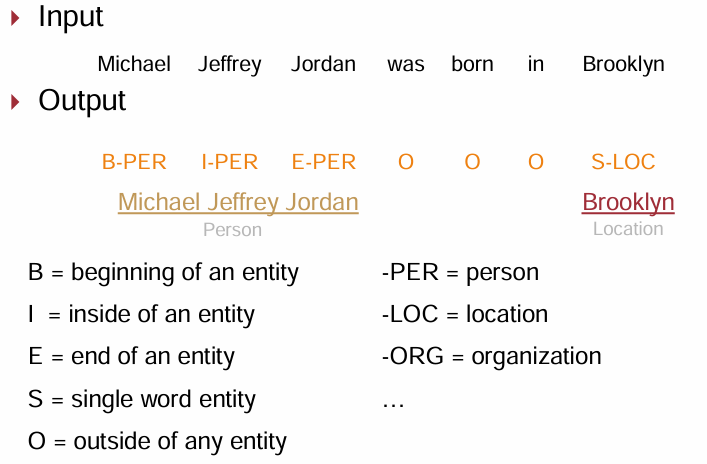 Input
Michael Jeffrey Jordan was born in Brooklyn
Output
B-PER I-PER E-PER O O O S-LOC
Michael Jeffrey Jordan Brooklyn
Person Location
B = beginning of an entity -PER = person
I = inside of an entity -LOC = location
E = end of an entity -ORG = organization
S = single word entity …
O = outside of any entity